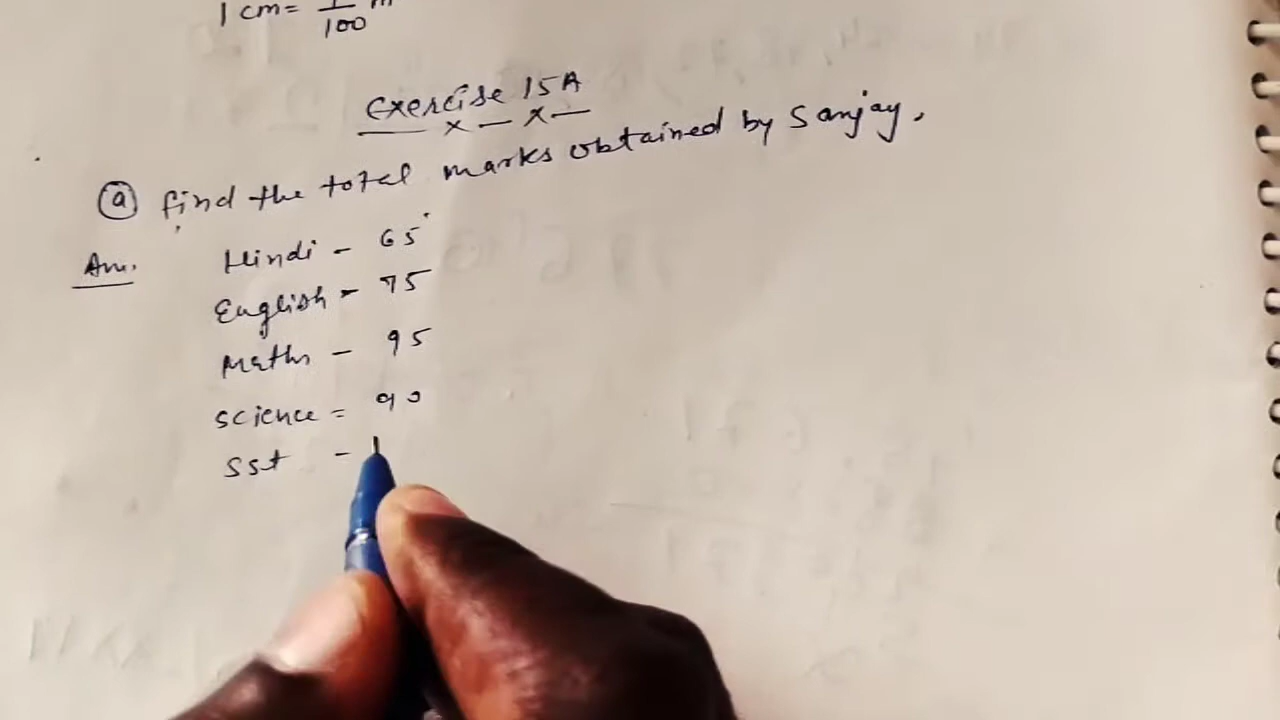 1 cm = 1/100 m
Exercise 15A
— x — x —
(a) find the total marks obtained by Sanjay.
Ans. Hindi - 65
English - 75
Maths - 95
Science = 90
SSt -